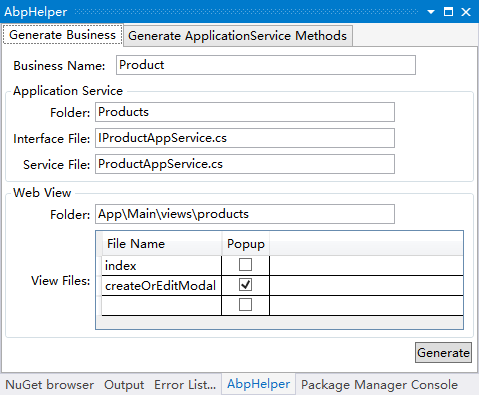 AbpHelper
Generate Business Generate ApplicationService Methods
Business Name: Product
Application Service
Folder: Products
Interface File: IProductAppService.cs
Service File: ProductAppService.cs
Web View
Folder: App\Main\views\products
File Name Popup
index
View Files: createOrEditModal
Generate
NuGet browser Output Error List... AbpHelper Package Manager Console